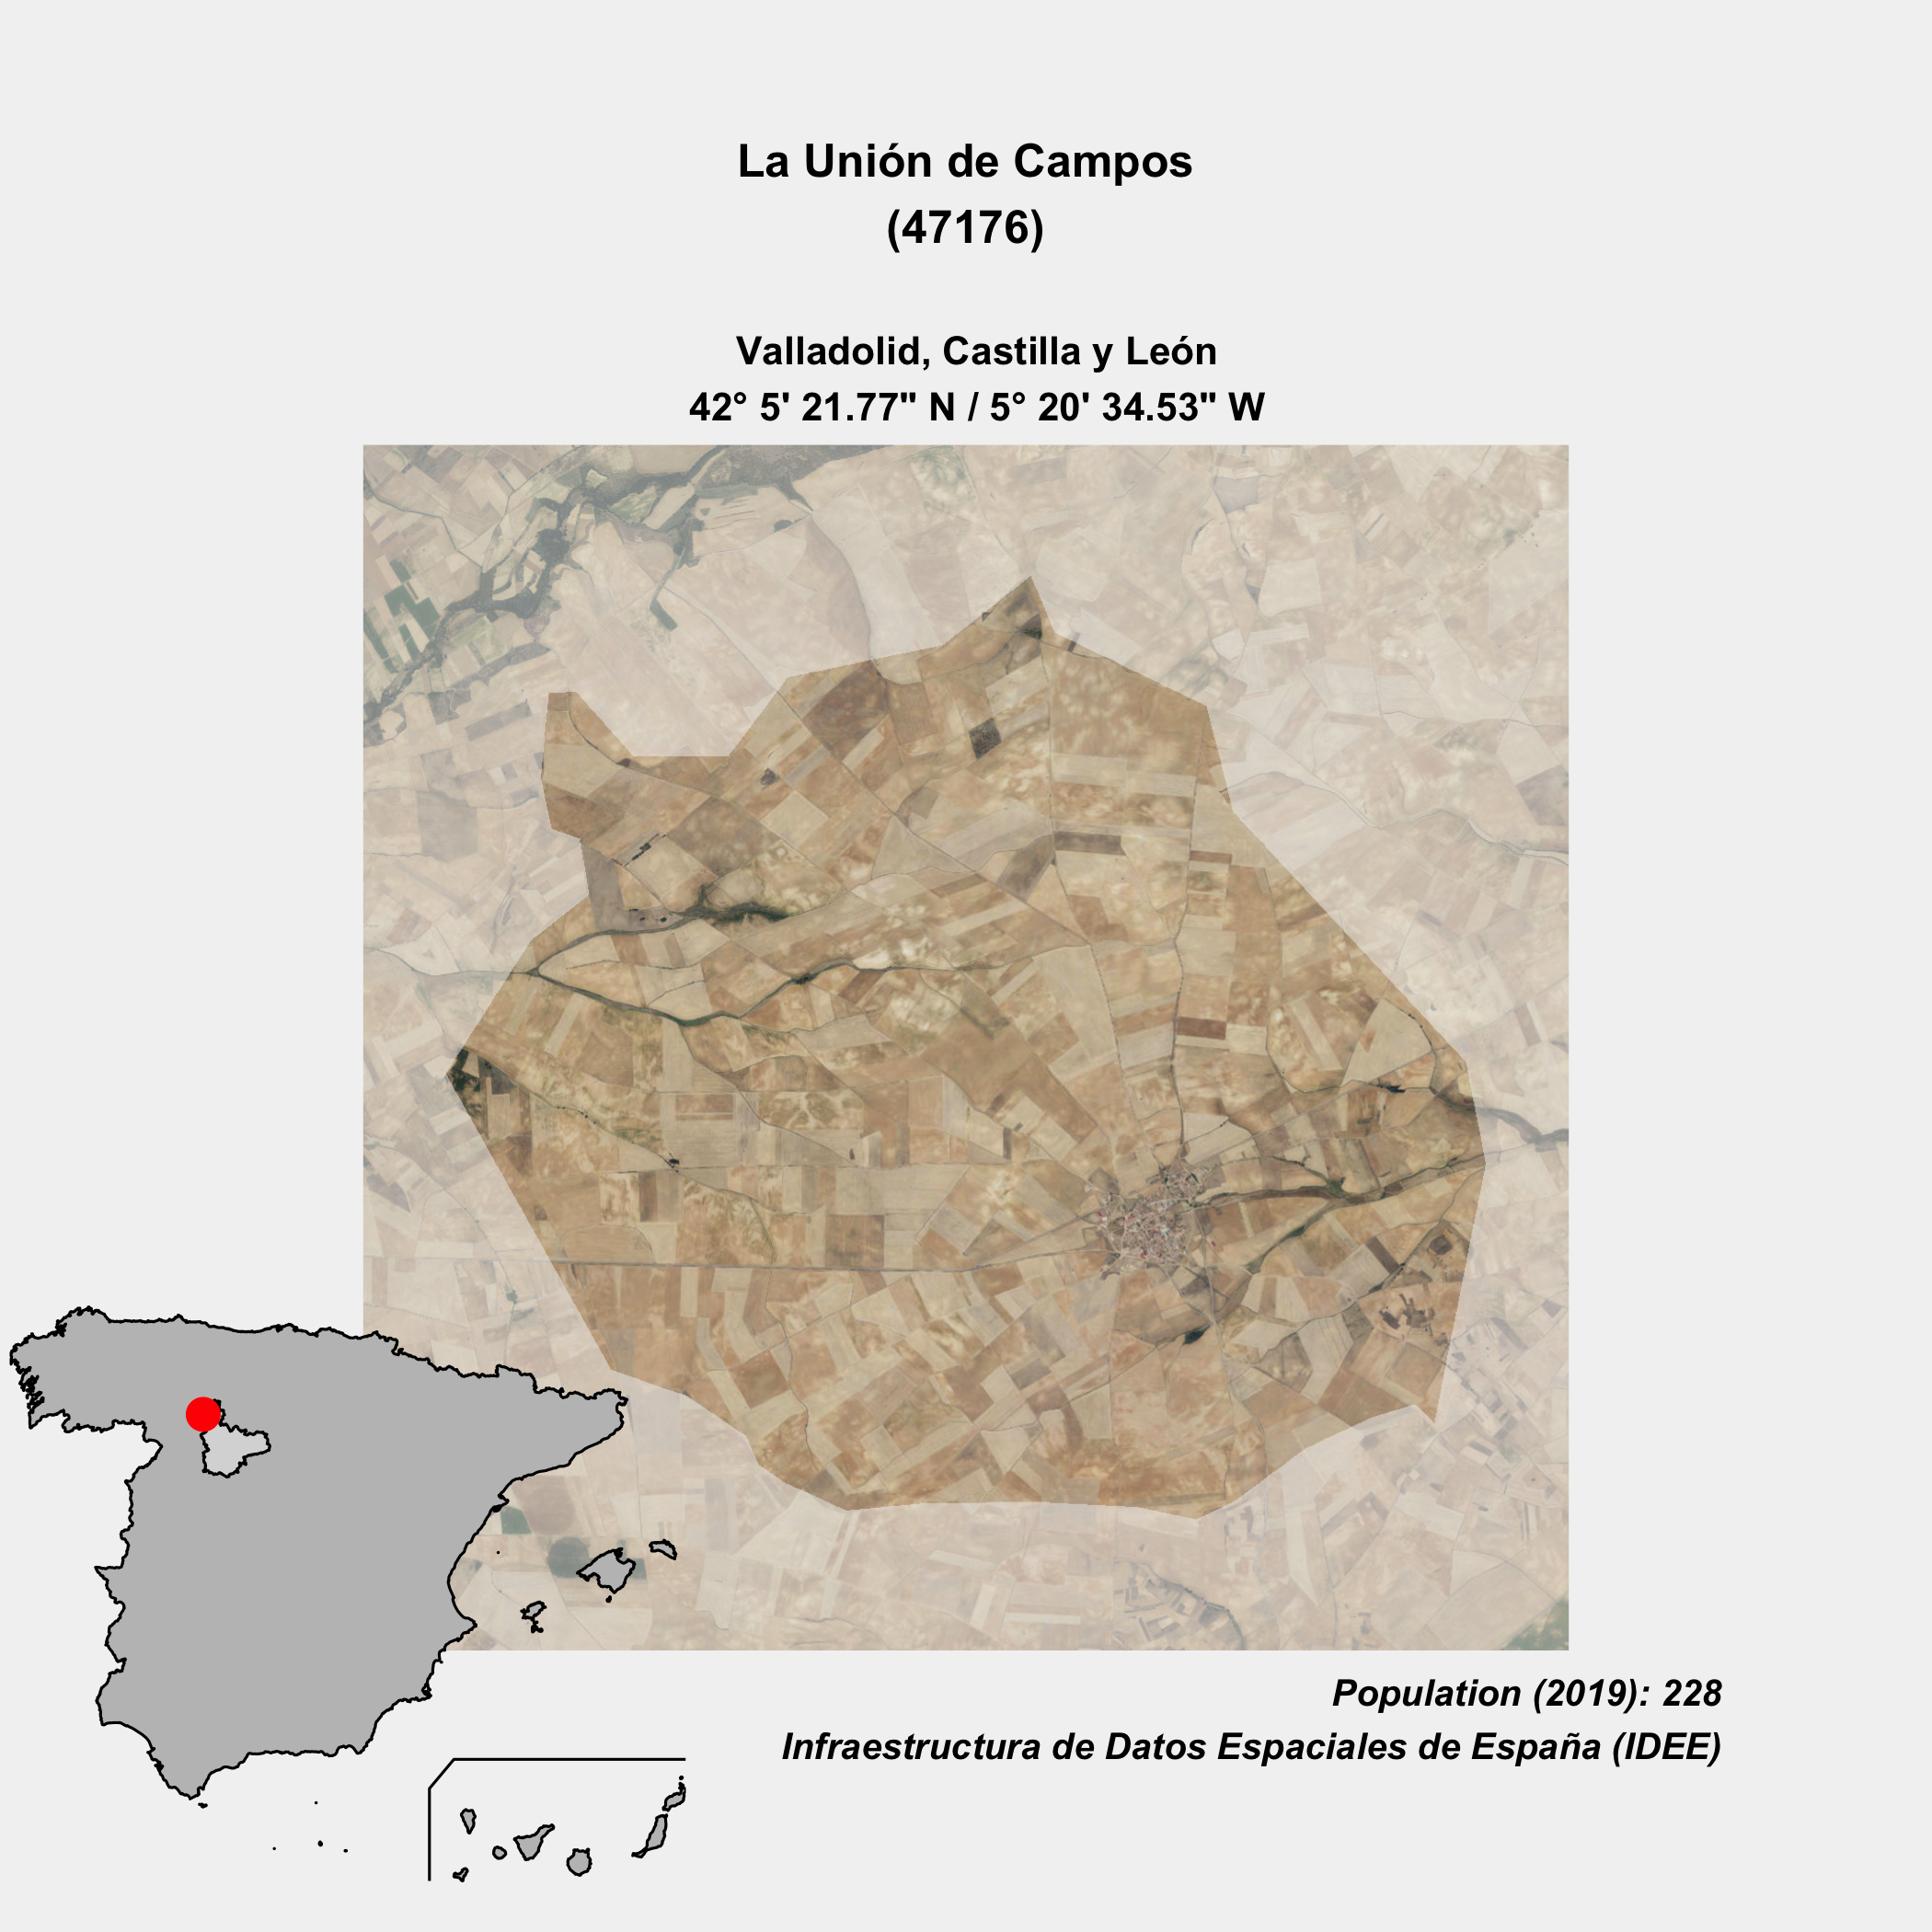 La Unión de Campos
(47176)
Valladolid, Castilla y León
42° 5' 21.77" N / 5° 20' 34.53" W
Population (2019): 228
Infraestructura de Datos Espaciales de España (IDEE)